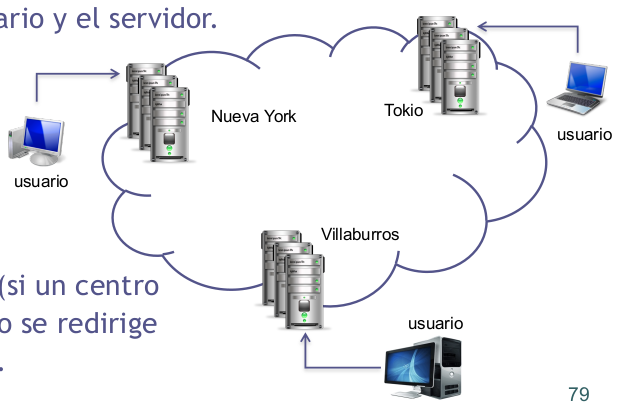 ario y el servidor.
Nueva York
Tokio
usuario
usuario
Villaburros
(si un centro
o se redirige
.
usuario
79